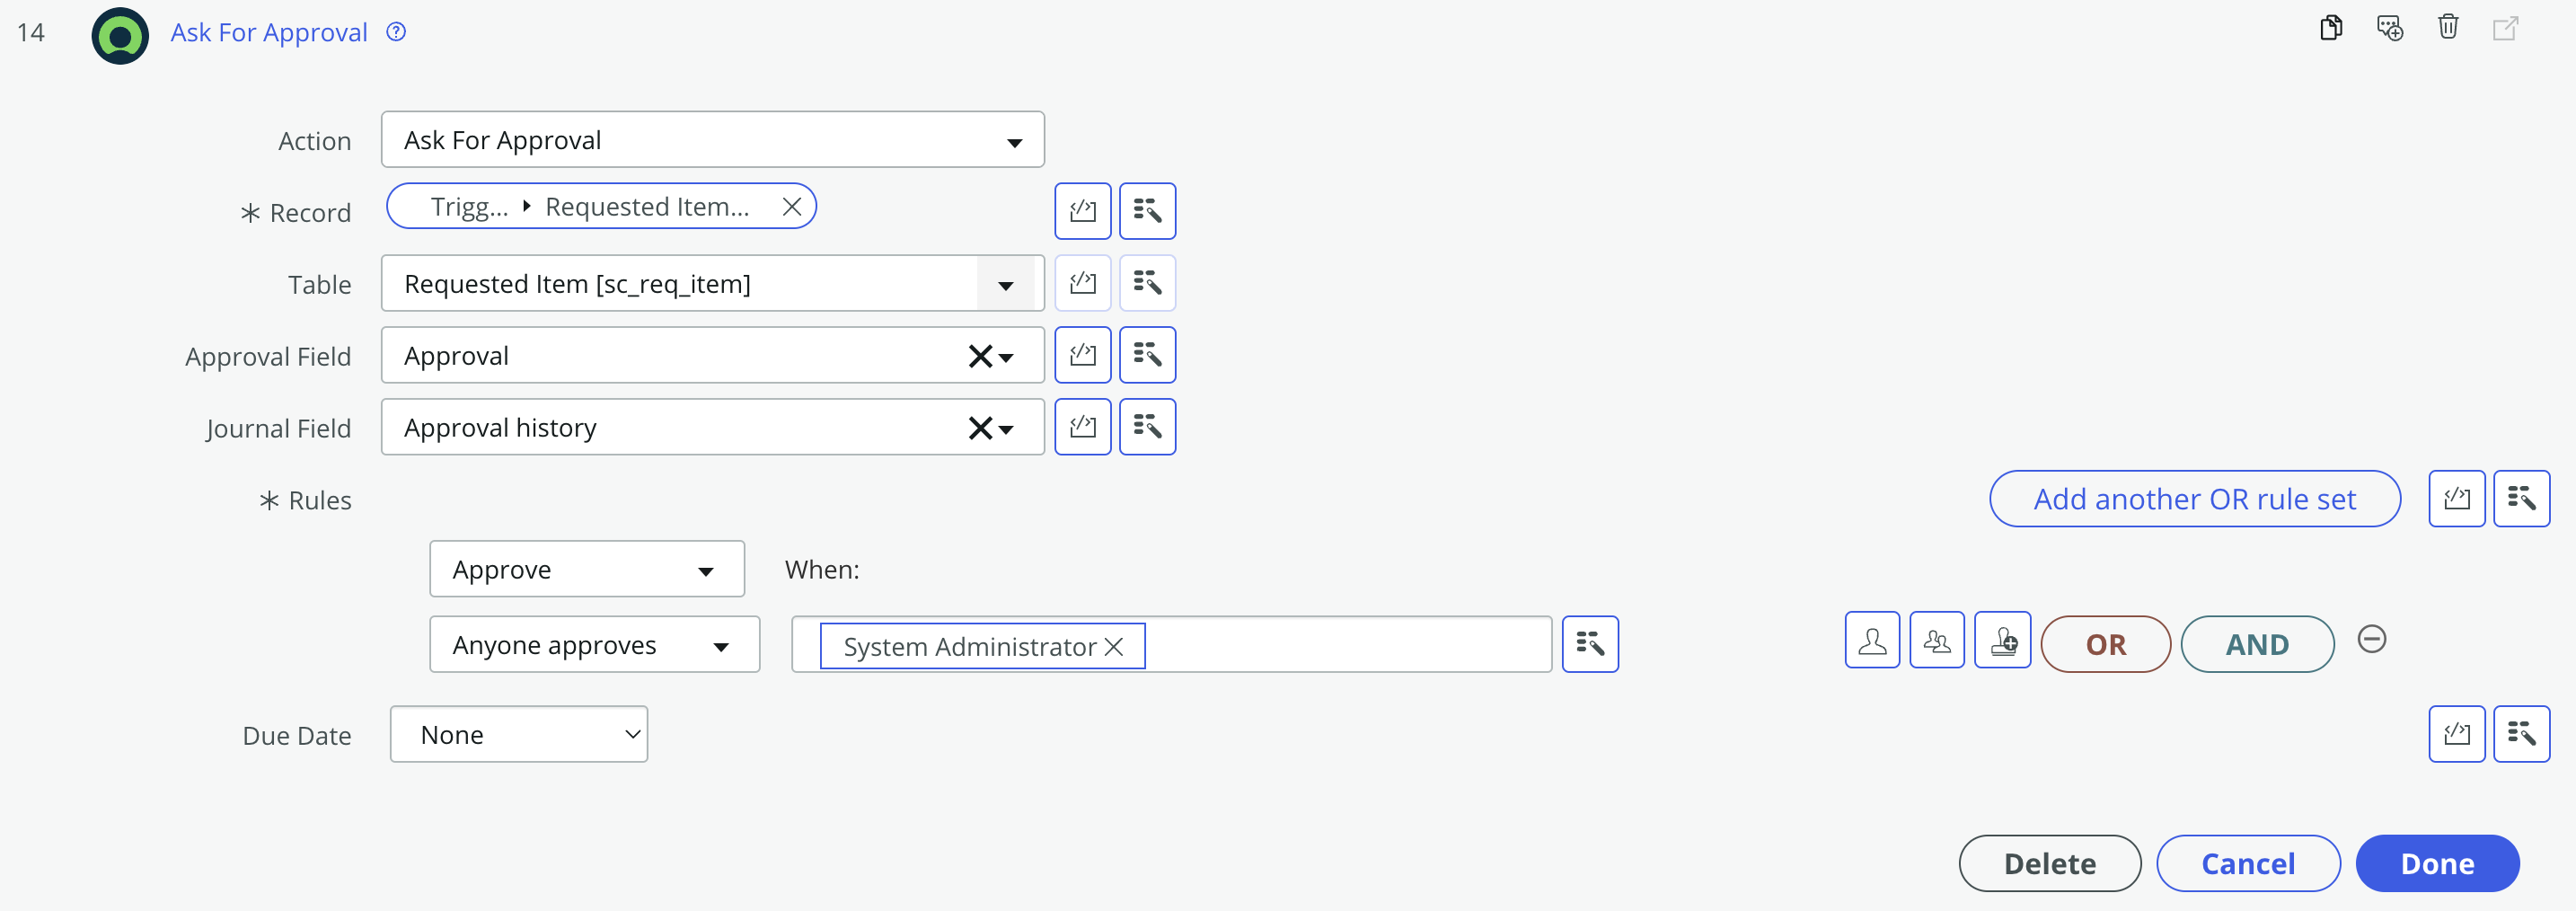 14 Ask For Approval
Action Ask For Approval
* Record Trigg... Requested Item...
Table Requested Item [sc_req_item]
Approval Field Approval
Journal Field Approval history
* Rules Add another OR rule set
Approve When:
Anyone approves System Administrator OR AND
Due Date None
Delete Cancel Done